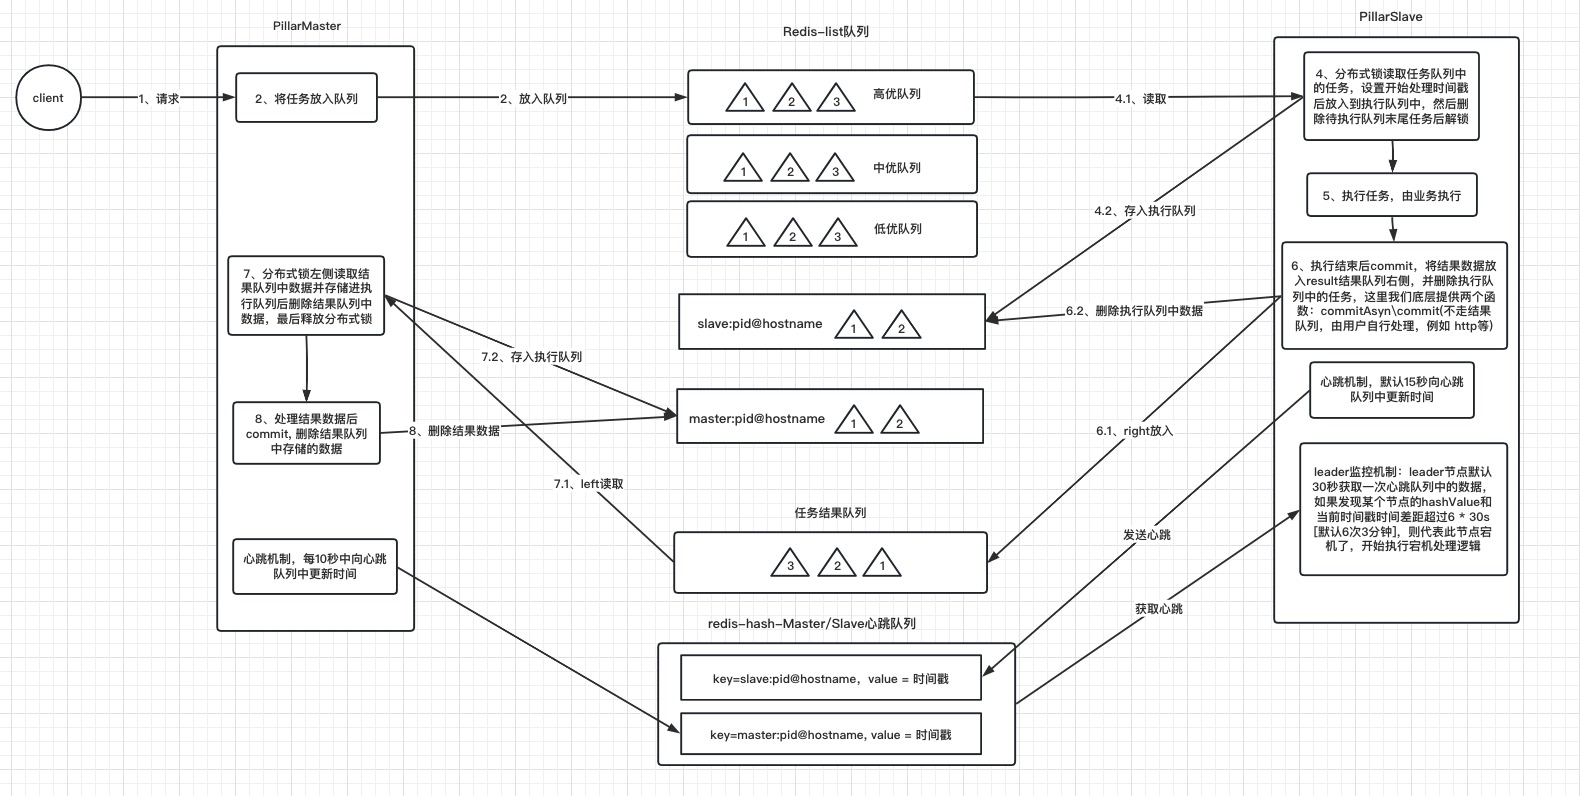 PillarMaster
Redis-list队列
PillarSlave
client
1、请求
2、将任务放入队列
2、放入队列
1
2
3
高优队列
4.1、读取
4、分布式锁读取任务队列中
的任务，设置开始处理时间戳
后放入到执行队列中，然后删
除待执行队列末尾任务后解锁
1
2
3
中优队列
5、执行任务，由业务执行
4.2、存入执行队列
1
2
3
低优队列
7、分布式锁左侧读取结
果队列中数据并存储进执
行队列后删除结果队列中
数据，最后释放分布式锁
6、执行结束后commit，将结果数据放
入result结果队列右侧，并删除执行队
列中的任务，这里我们底层提供两个函
数：commitAsyn\commit(不走结果
队列，由用户自行处理，例如 http等)
6.2、删除执行队列中数据
slave:pid@hostname
1
2
7.2、存入执行队列
心跳机制，默认15秒向心跳
队列中更新时间
8、处理结果数据后
commit, 删除结果队列
中存储的数据
8、删除结果数据
master:pid@hostname
1
2
6.1、right放入
7.1、left读取
leader监控机制：leader节点默认
30秒获取一次心跳队列中的数据，
如果发现某个节点的hashValue和
当前时间戳时间差距超过6 * 30s
[默认6次3分钟]，则代表此节点宕
机了，开始执行宕机处理逻辑
任务结果队列
3
2
1
发送心跳
心跳机制，每10秒中向心跳
队列中更新时间
获取心跳
redis-hash-Master/Slave心跳队列
key=slave:pid@hostname，value = 时间戳
key=master:pid@hostname, value = 时间戳